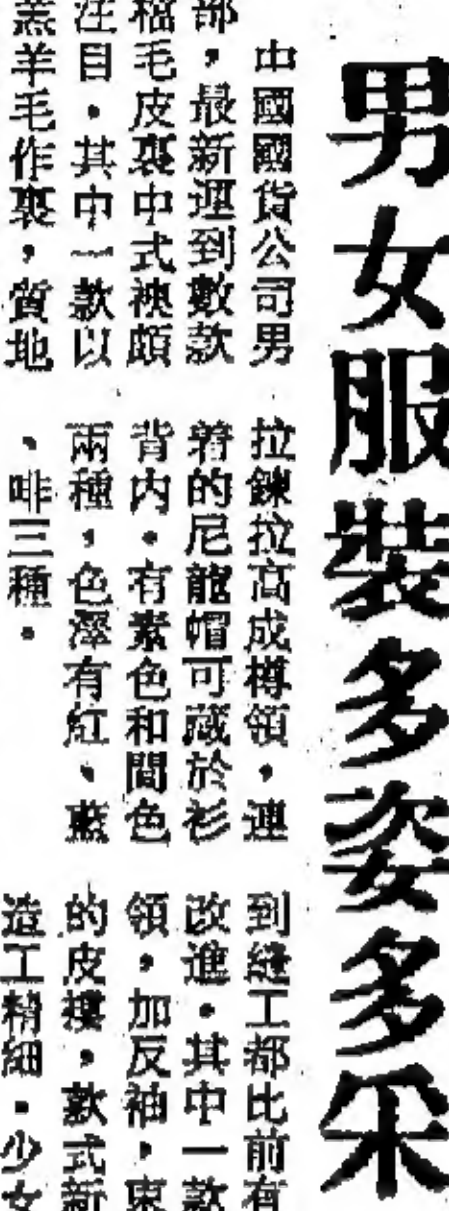 男女服裝多姿多采
中國國貨公司男
部，最新運到數款
毛皮裏中式襖頗
注目。其中一款以
羔羊毛作裏，質地
拉鍊拉高成樽領，連
着的尼龍帽可藏於衫
背內。有素色和間色
兩種，色澤有紅、藍
、啡三種。
到縫工都比前有
改進。其中一款
領，加反袖，束
的皮褸，款式新
造工精細。少女